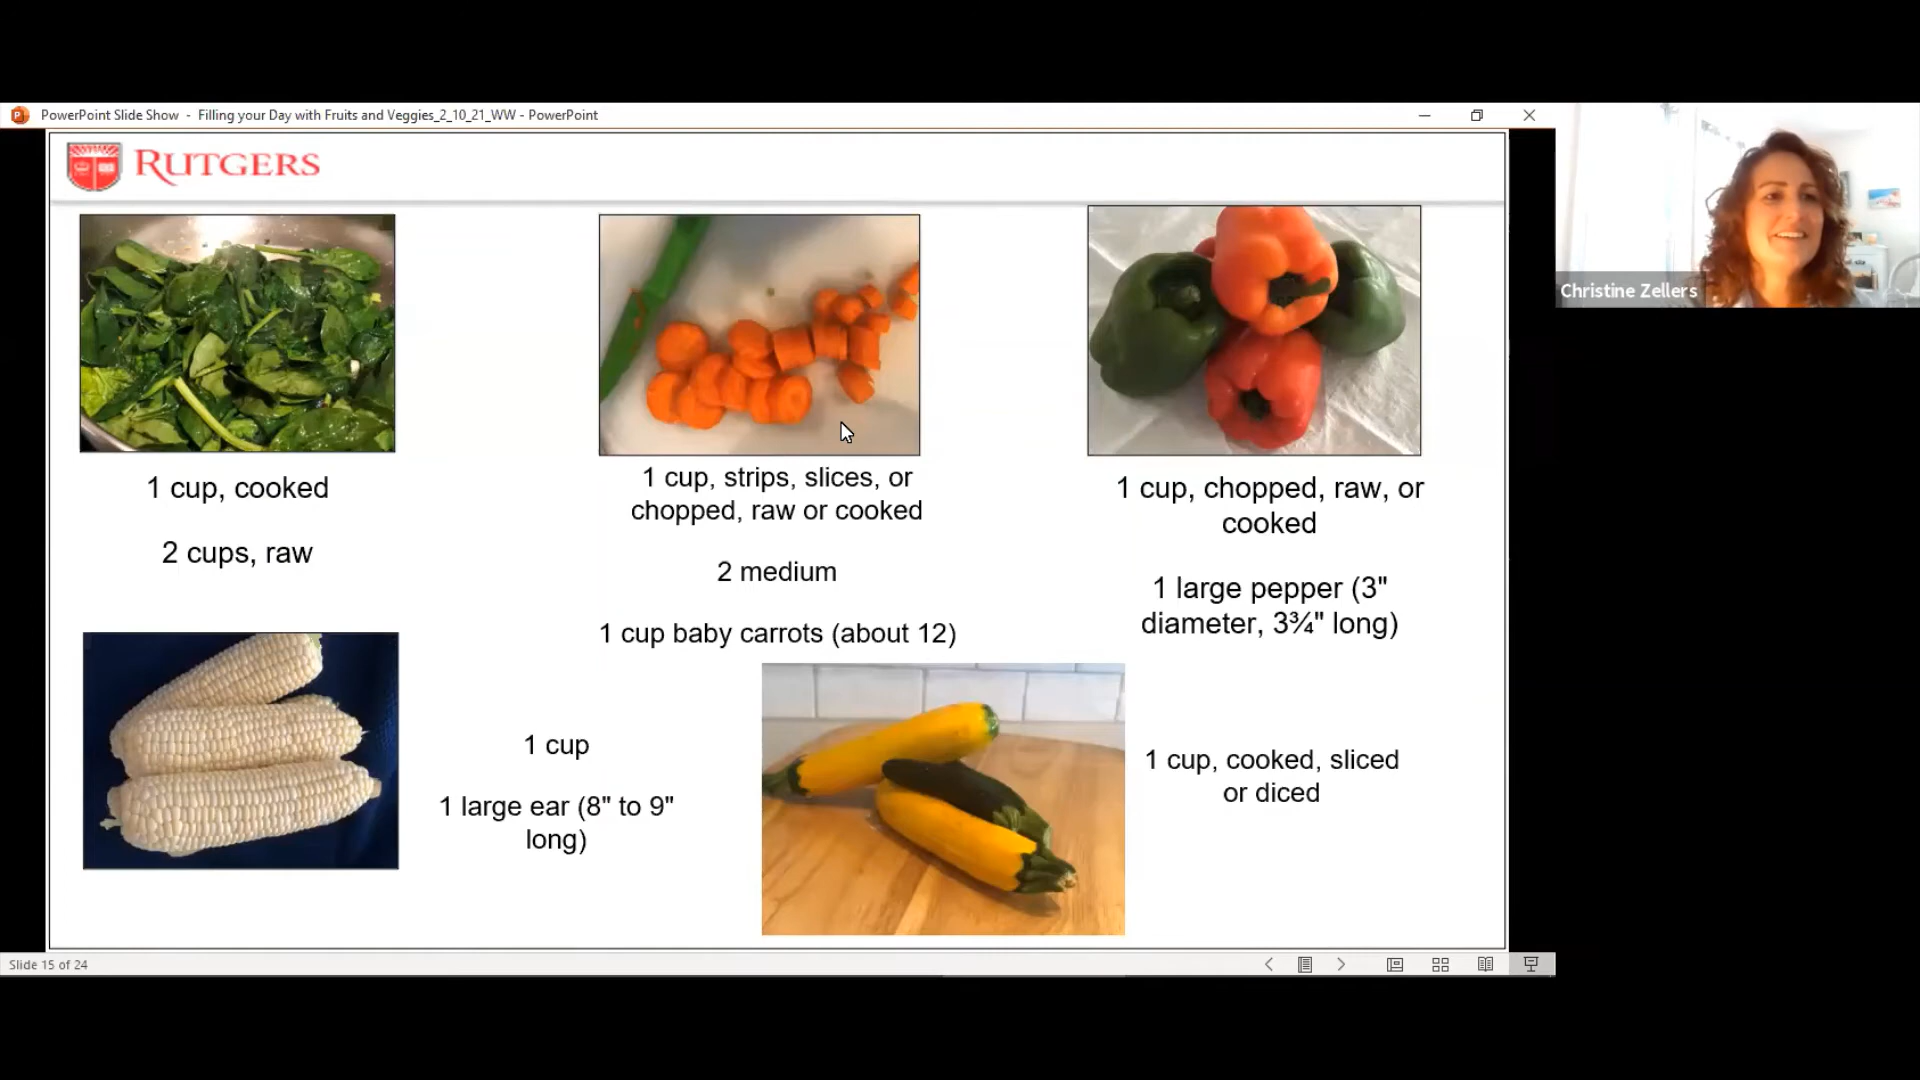 PowerPoint Slide Show - Filling your Day with Fruits and Veggies_2_10_21_WW - PowerPoint
RUTGERS
Christine Zellers
1 cup, cooked
2 cups, raw
1 cup, strips, slices, or
chopped, raw or cooked
2 medium
1 cup baby carrots (about 12)
1 cup, chopped, raw, or
cooked
1 large pepper (3"
diameter, 3¾" long)
1 cup
1 large ear (8" to 9"
long)
1 cup, cooked, sliced
or diced
Slide 15 of 24